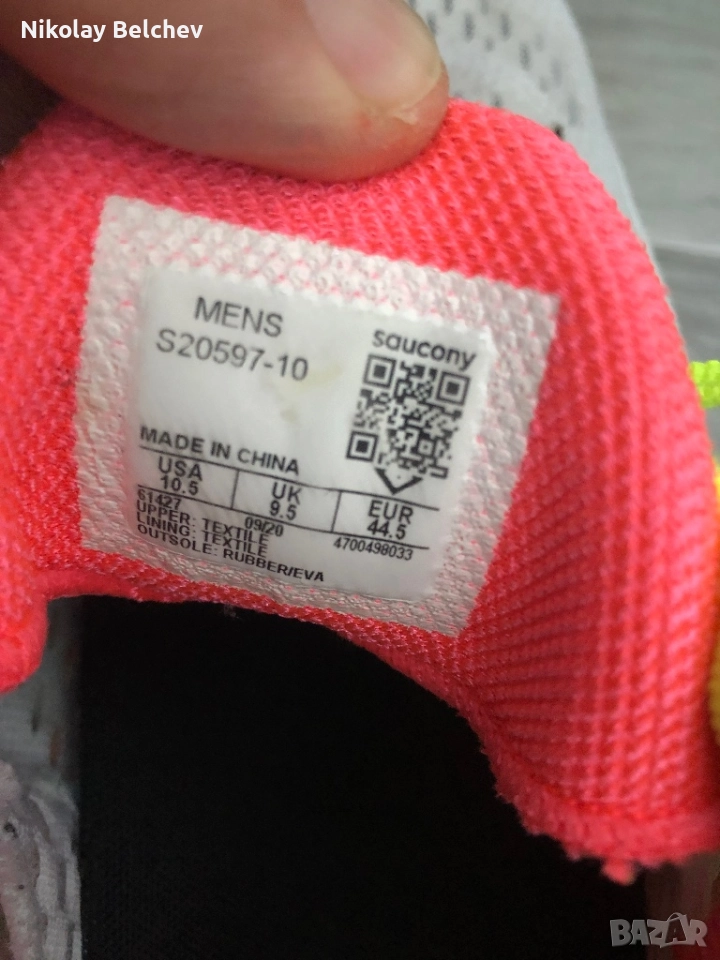 Nikolay Belchev
MENS
S20597-10
saucony
MADE IN CHINA
USA UK EUR
10.5 9.5 44.5
61427 09/20 4700498033
UPPER: TEXTILE
LINING: TEXTILE
OUTSOLE: RUBBER/EVA
BAZAR